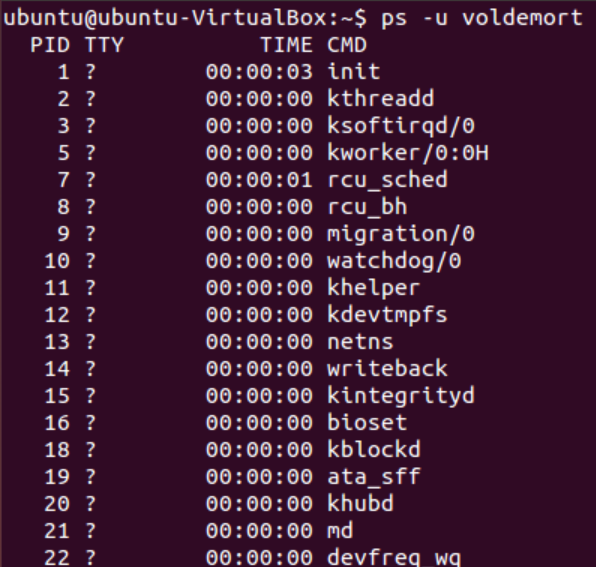 ubuntu@ubuntu-VirtualBox:~$ ps -u voldemort
PID TTY TIME CMD
1 ? 00:00:03 init
2 ? 00:00:00 kthreadd
3 ? 00:00:00 ksoftirqd/0
5 ? 00:00:00 kworker/0:0H
7 ? 00:00:01 rcu_sched
8 ? 00:00:00 rcu_bh
9 ? 00:00:00 migration/0
10 ? 00:00:00 watchdog/0
11 ? 00:00:00 khelper
12 ? 00:00:00 kdevtmpfs
13 ? 00:00:00 netns
14 ? 00:00:00 writeback
15 ? 00:00:00 kintegrityd
16 ? 00:00:00 bioset
18 ? 00:00:00 kblockd
19 ? 00:00:00 ata_sff
20 ? 00:00:00 khubd
21 ? 00:00:00 md
22 ? 00:00:00 devfreq_wq